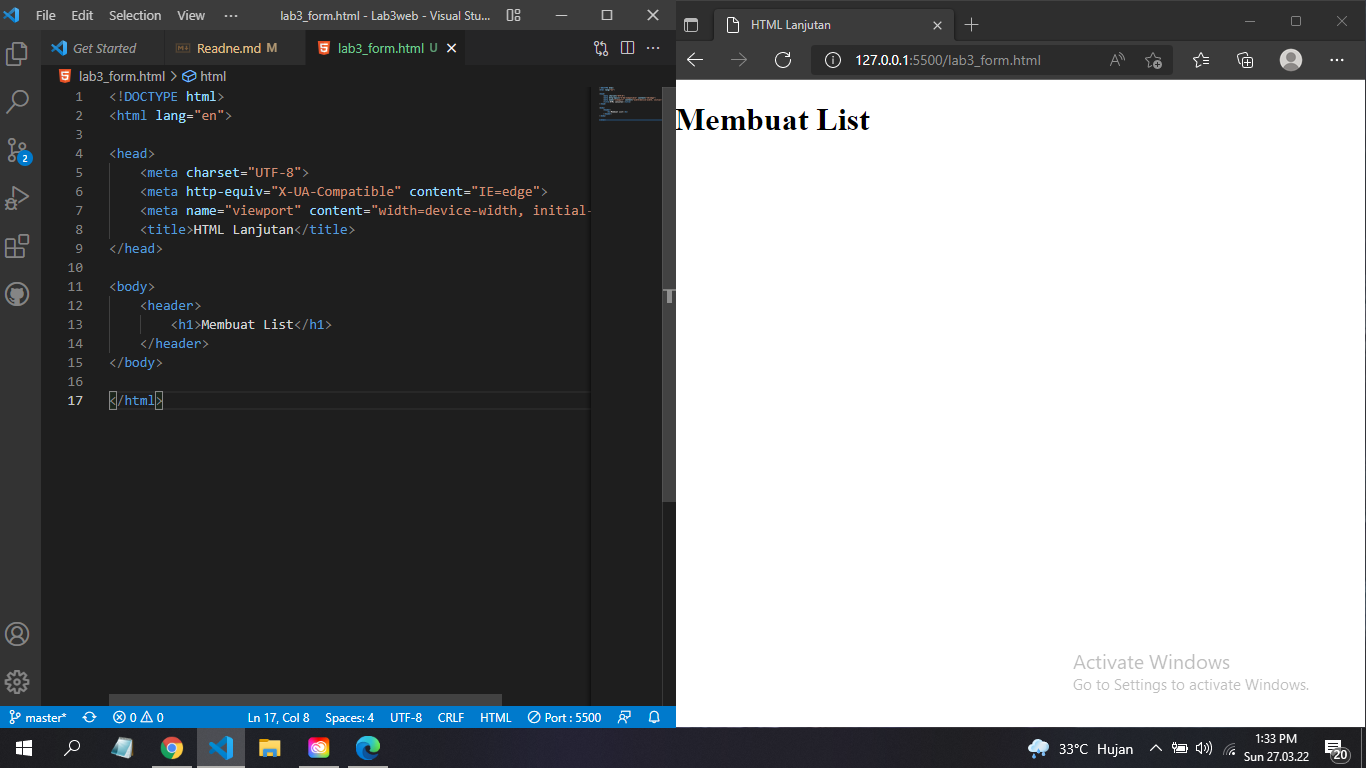 File Edit Selection View ··· lab3_form.html - Lab3web - Visual Stu...
Get Started Readne.md M lab3_form.html U
lab3_form.html > html
1 <!DOCTYPE html>
2 <html lang="en">
3
4 <head>
5 <meta charset="UTF-8">
6 <meta http-equiv="X-UA-Compatible" content="IE=edge">
7 <meta name="viewport" content="width=device-width, initial-
8 <title>HTML Lanjutan</title>
9 </head>
10
11 <body>
12 <header>
13 <h1>Membuat List</h1>
14 </header>
15 </body>
16
17 </html>
2
master* 0 0 Ln 17, Col 8 Spaces: 4 UTF-8 CRLF HTML Port : 5500
HTML Lanjutan
127.0.0.1:5500/lab3_form.html
Membuat List
Activate Windows
Go to Settings to activate Windows.
33°C Hujan
1:33 PM
Sun 27.03.22
20